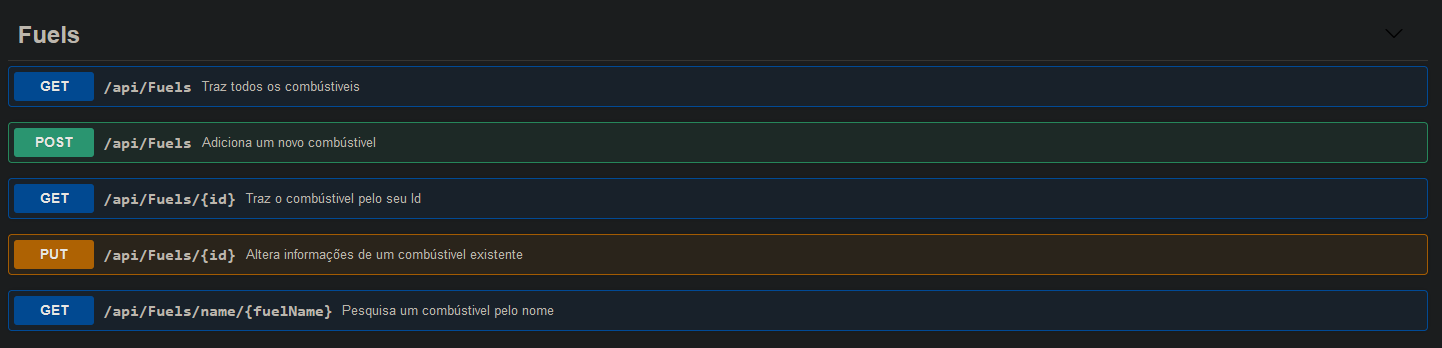 Fuels
GET /api/Fuels Traz todos os combústiveis
POST /api/Fuels Adiciona um novo combústivel
GET /api/Fuels/{id} Traz o combústivel pelo seu Id
PUT /api/Fuels/{id} Altera informações de um combústivel existente
GET /api/Fuels/name/{fuelName} Pesquisa um combústivel pelo nome